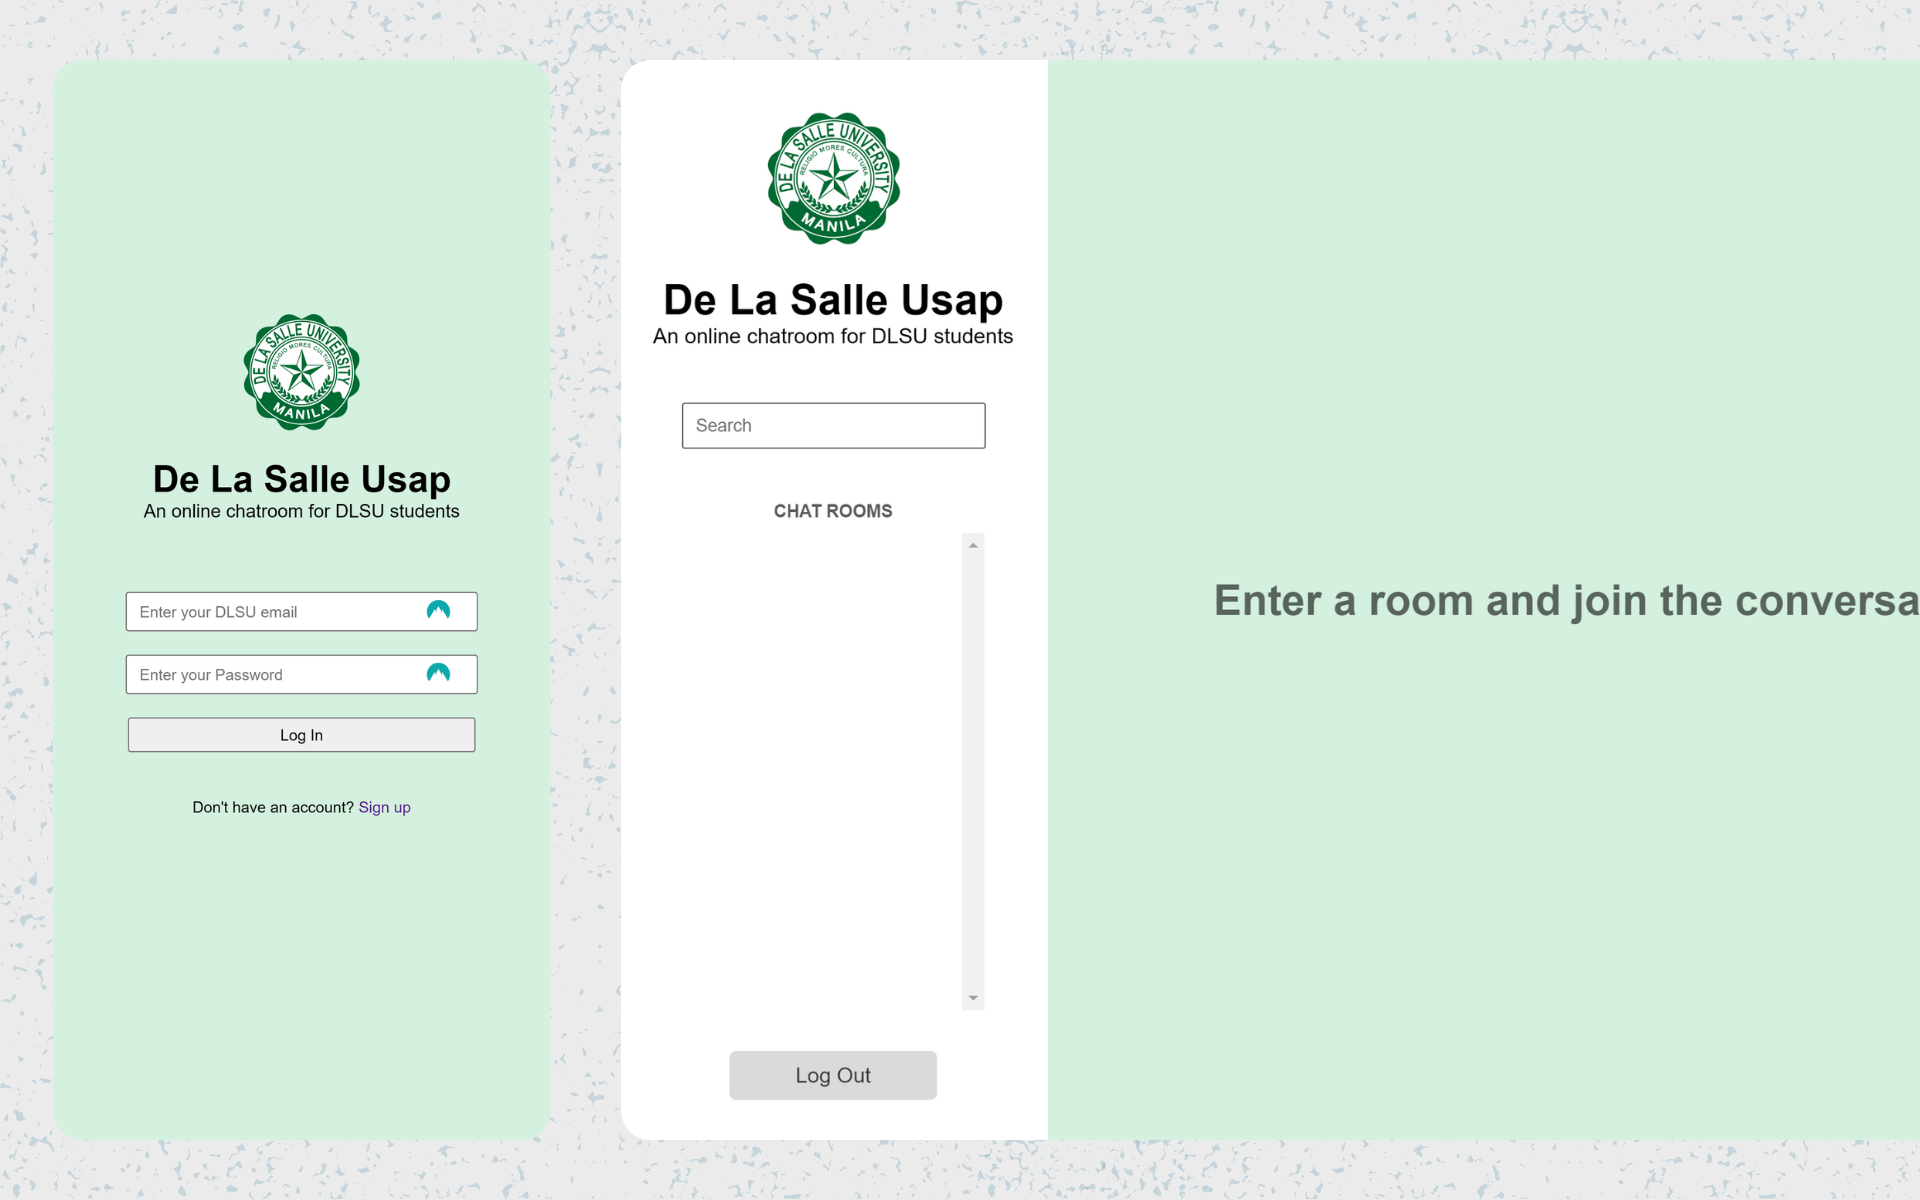 DE LA SALLE UNIVERSITY
RELIGIO MORES CULTURA
MANILA
De La Salle Usap
An online chatroom for DLSU students
Enter your DLSU email
Enter your Password
Log In
Don't have an account? Sign up
DE LA SALLE UNIVERSITY
RELIGIO MORES CULTURA
MANILA
De La Salle Usap
An online chatroom for DLSU students
Search
CHAT ROOMS
Log Out
Enter a room and join the conversa